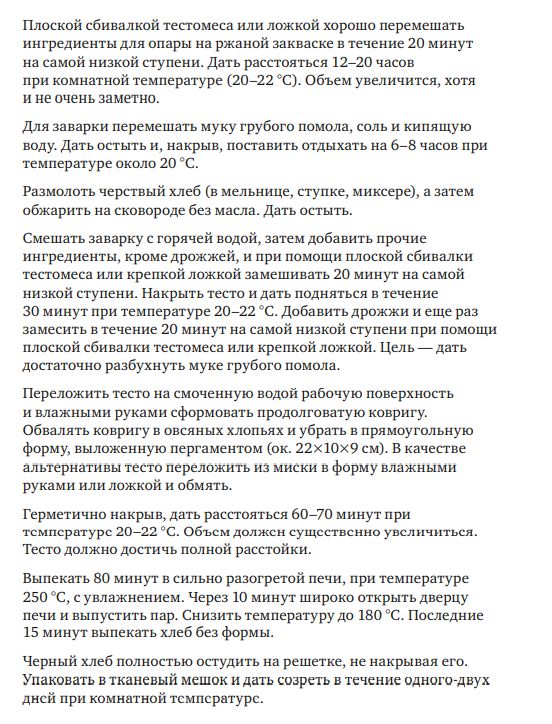 Плоской сбивалкой тестомеса или ложкой хорошо перемешать
ингредиенты для опары на ржаной закваске в течение 20 минут
на самой низкой ступени. Дать расстояться 12–20 часов
при комнатной температуре (20–22 °C). Объем увеличится, хотя
и не очень заметно.
Для заварки перемешать муку грубого помола, соль и кипящую
воду. Дать остыть и, накрыв, поставить отдыхать на 6–8 часов при
температуре около 20 °C.
Размолоть черствый хлеб (в мельнице, ступке, миксере), а затем
обжарить на сковороде без масла. Дать остыть.
Смешать заварку с горячей водой, затем добавить прочие
ингредиенты, кроме дрожжей, и при помощи плоской сбивалки
тестомеса или крепкой ложкой замешивать 20 минут на самой
низкой ступени. Накрыть тесто и дать подняться в течение
30 минут при температуре 20–22 °C. Добавить дрожжи и еще раз
замесить в течение 20 минут на самой низкой ступени при помощи
плоской сбивалки тестомеса или крепкой ложкой. Цель — дать
достаточно разбухнуть муке грубого помола.
Переложить тесто на смоченную водой рабочую поверхность
и влажными руками сформовать продолговатую ковригу.
Обвалять ковригу в овсяных хлопьях и убрать в прямоугольную
форму, выложенную пергаментом (ок. 22×10×9 см). В качестве
альтернативы тесто переложить из миски в форму влажными
руками или ложкой и обмять.
Герметично накрыв, дать расстояться 60–70 минут при
температуре 20–22 °C. Объем должен существенно увеличиться.
Тесто должно достичь полной расстойки.
Выпекать 80 минут в сильно разогретой печи, при температуре
250 °C, с увлажнением. Через 10 минут широко открыть дверцу
печи и выпустить пар. Снизить температуру до 180 °C. Последние
15 минут выпекать хлеб без формы.
Черный хлеб полностью остудить на решетке, не накрывая его.
Упаковать в тканевый мешок и дать созреть в течение одного-двух
дней при комнатной температуре.